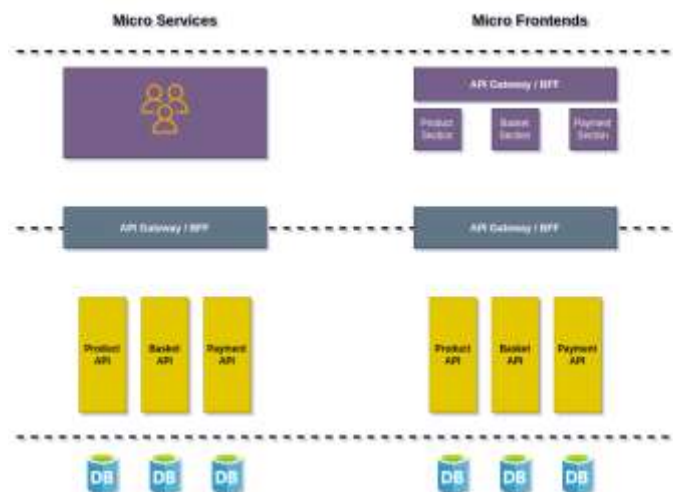 Micro Services
Micro Frontends
API Gateway / BFF
Product
Section
Basket
Section
Payment
Section
API Gateway / BFF
API Gateway / BFF
Product
API
Basket
API
Payment
API
Product
API
Basket
API
Payment
API
DB
DB
DB
DB
DB
DB